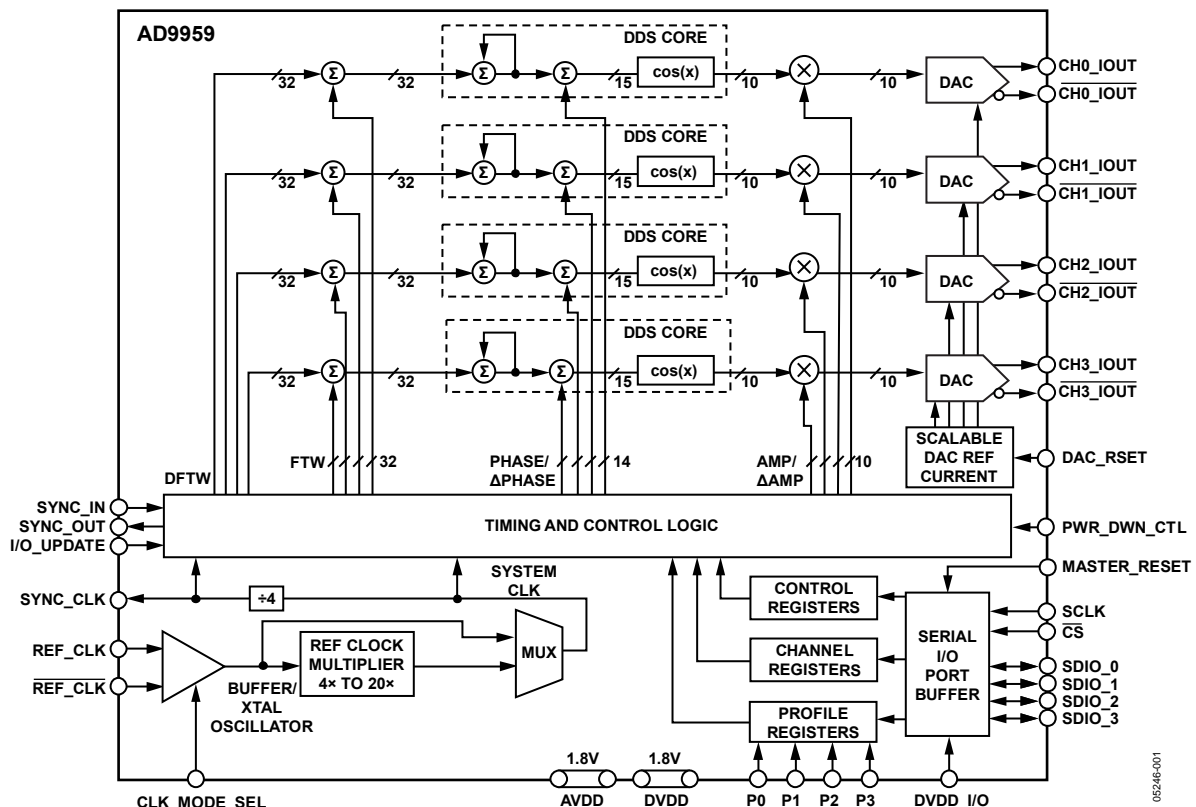 AD9959
DDS CORE
32 Σ 32 Σ Σ 15 cos(x) 10 × 10 DAC
CH0_IOUT
CH0_IOUT
DDS CORE
32 Σ 32 Σ Σ 15 cos(x) 10 × 10 DAC
CH1_IOUT
CH1_IOUT
DDS CORE
32 Σ 32 Σ Σ 15 cos(x) 10 × 10 DAC
CH2_IOUT
CH2_IOUT
DDS CORE
32 Σ 32 Σ Σ 15 cos(x) 10 × 10 DAC
CH3_IOUT
CH3_IOUT
SCALABLE
DAC REF
CURRENT
DAC_RSET
DFTW
FTW
32
PHASE/
ΔPHASE
14
AMP/
ΔAMP
10
SYNC_IN
SYNC_OUT
I/O_UPDATE
TIMING AND CONTROL LOGIC
PWR_DWN_CTL
MASTER_RESET
SYNC_CLK
÷4
SYSTEM
CLK
REF_CLK
REF_CLK
BUFFER/
XTAL
OSCILLATOR
REF CLOCK
MULTIPLIER
4× TO 20×
MUX
CONTROL
REGISTERS
CHANNEL
REGISTERS
PROFILE
REGISTERS
SERIAL
I/O
PORT
BUFFER
SCLK
CS
SDIO_0
SDIO_1
SDIO_2
SDIO_3
1.8V
1.8V
CLK_MODE_SEL
AVDD
DVDD
P0 P1 P2 P3
DVDD_I/O
05246-001